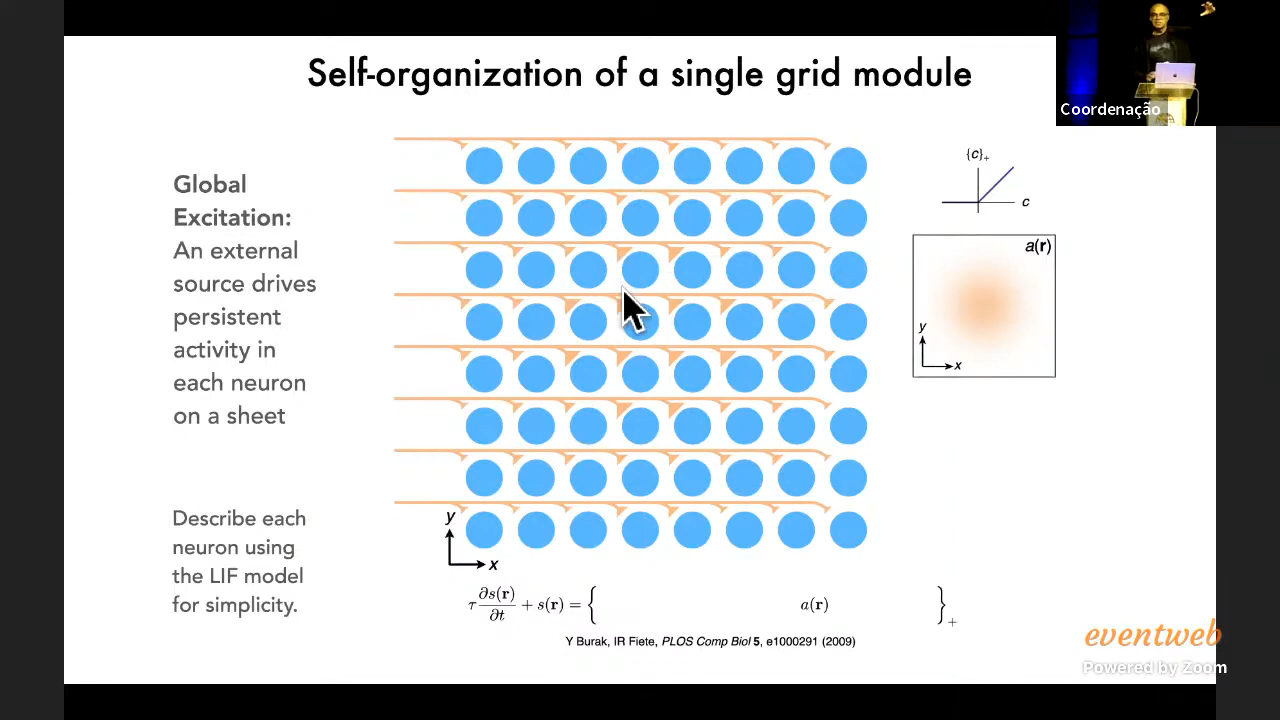 Self-organization of a single grid module
Coordenação
Global
Excitation:
An external
source drives
persistent
activity in
each neuron
on a sheet
Describe each
neuron using
the LIF model
for simplicity.
y
x
{c}₊
c
a(r)
y
x
τ ∂s(r)/∂t + s(r) = { a(r) }₊
Y Burak, IR Fiete, PLOS Comp Biol 5, e1000291 (2009)
eventweb
Powered by Zoom